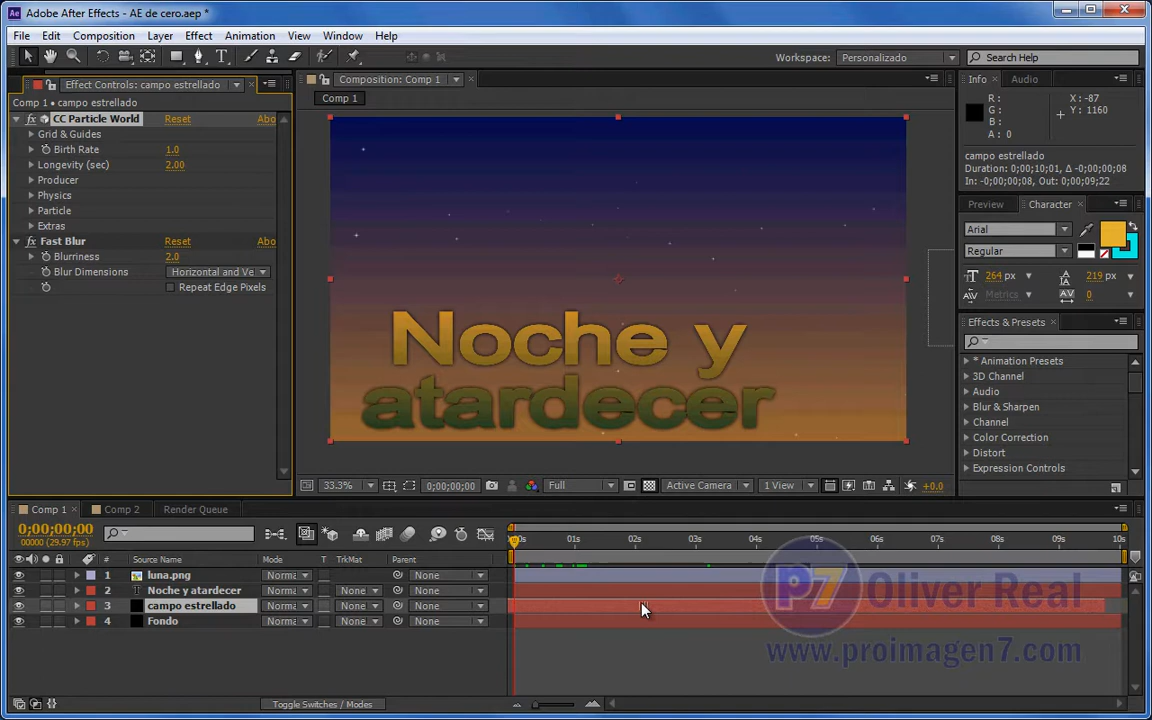 Ae Adobe After Effects - AE de cero.aep *
File Edit Composition Layer Effect Animation View Window Help
T Workspace: Personalizado Search Help
Effect Controls: campo estrellado
Comp 1 • campo estrellado
fx CC Particle World Reset Abo
Grid & Guides
Birth Rate 1.0
Longevity (sec) 2.00
Producer
Physics
Particle
Extras
fx Fast Blur Reset Abo
Blurriness 2.0
Blur Dimensions Horizontal and Ve
Repeat Edge Pixels
Composition: Comp 1
Comp 1
Noche y
atardecer
33.3% 0;00;00;00 Full Active Camera 1 View +0.0
Info Audio
R : X : -87
G : Y : 1160
B :
A : 0
campo estrellado
Duration: 0;00;10;01, Δ -0;00;00;08
In: -0;00;00;08, Out: 0;00;09;22
Preview Character
Arial
Regular
264 px 219 px
Metrics 0
Effects & Presets
* Animation Presets
3D Channel
Audio
Blur & Sharpen
Channel
Color Correction
Distort
Expression Controls
Comp 1 Comp 2 Render Queue
0;00;00;00
00000 (29.97 fps)
# Source Name Mode T TrkMat Parent
1 luna.png Norma None
2 T Noche y atardecer Norma None None
3 campo estrellado Norma None None
4 Fondo Norma None None
Toggle Switches / Modes
01s 02s 03s 04s 05s 06s 07s 08s 09s 10s
P7 Oliver Real
www.proimagen7.com